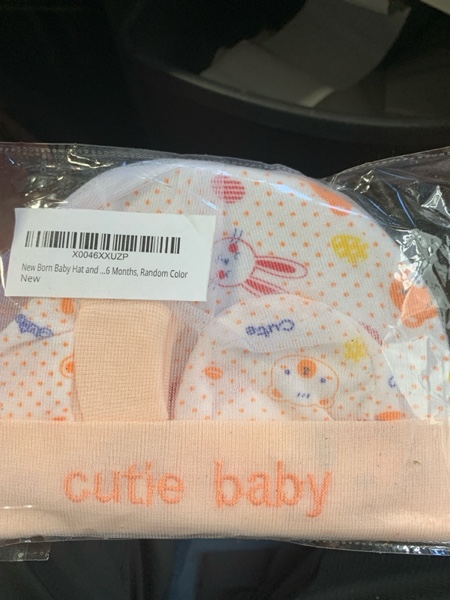 X0046XXUZP
New Born Baby Hat and ...6 Months, Random Color
New
Cutie
cutie baby